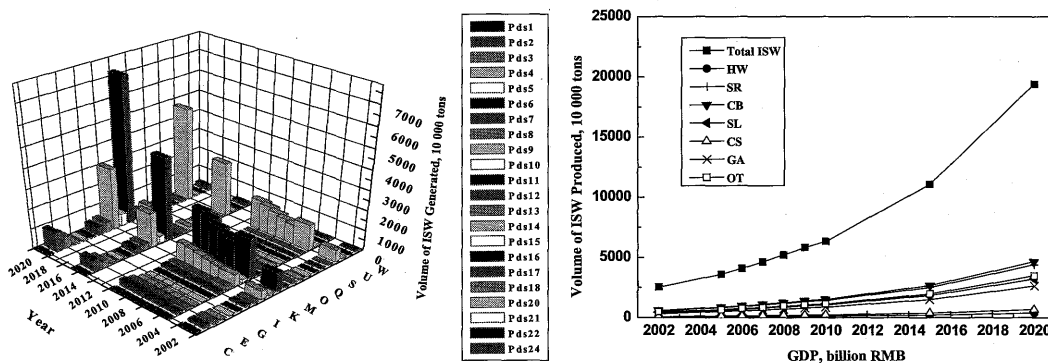 7000
6000
5000
4000
3000
2000
1000
0
Volume of ISW Generated, 10 000 tons
2020
2018
2016
2014
2012
2010
2008
2006
2004
2002
Year
C
E
G
I
K
M
O
Q
S
U
W
Pds1
Pds2
Pds3
Pds4
Pds5
Pds6
Pds7
Pds8
Pds9
Pds10
Pds11
Pds12
Pds13
Pds14
Pds15
Pds16
Pds17
Pds18
Pds20
Pds21
Pds22
Pds24
25000
20000
15000
10000
5000
0
Volume of ISW Produced, 10 000 tons
Total ISW
HW
SR
CB
SL
CS
GA
OT
2002 2004 2006 2008 2010 2012 2014 2016 2018 2020
GDP, billion RMB